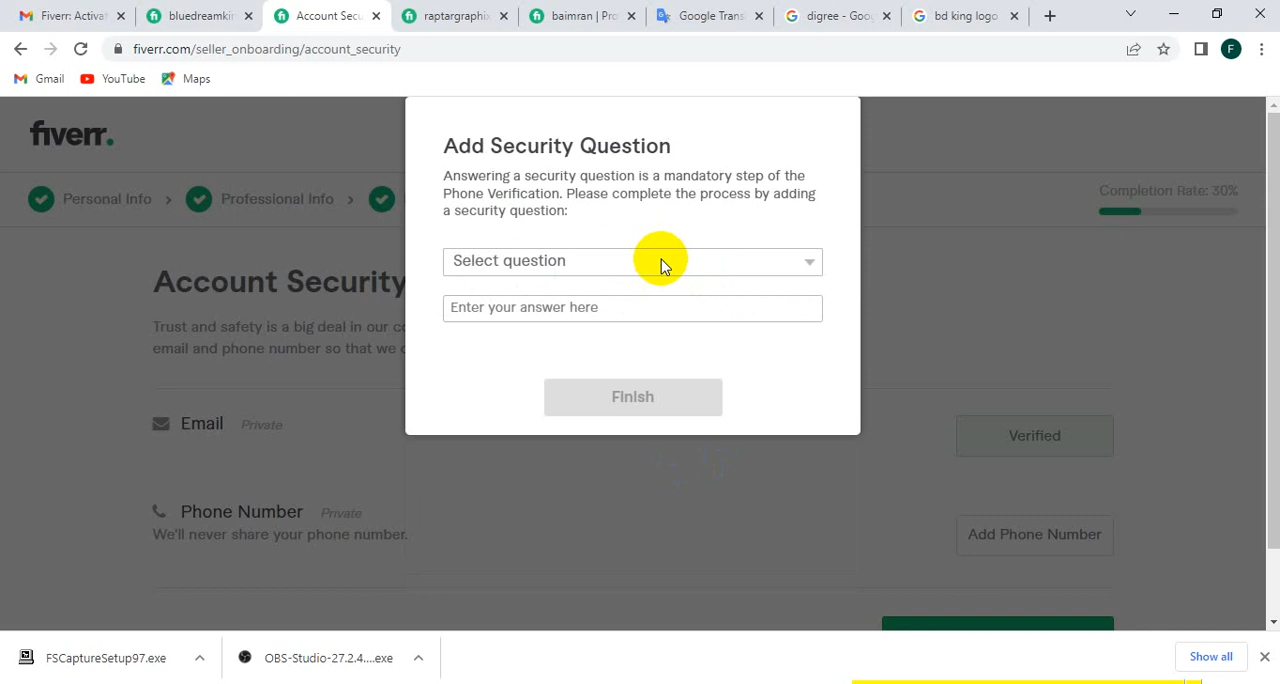 Fiverr: Activat
bluedreamkin
Account Secu
raptargraphix
baimran | Pro
Google Trans
digree - Goog
bd king logo
fiverr.com/seller_onboarding/account_security
F
Gmail
YouTube
Maps
fiverr.
Personal Info
Professional Info
Completion Rate: 30%
Add Security Question
Answering a security question is a mandatory step of the
Phone Verification. Please complete the process by adding
a security question:
Select question
Enter your answer here
Finish
Account Security
Trust and safety is a big deal in our co
email and phone number so that we c
Email Private
Verified
Phone Number Private
We'll never share your phone number.
Add Phone Number
FSCaptureSetup97.exe
OBS-Studio-27.2.4....exe
Show all